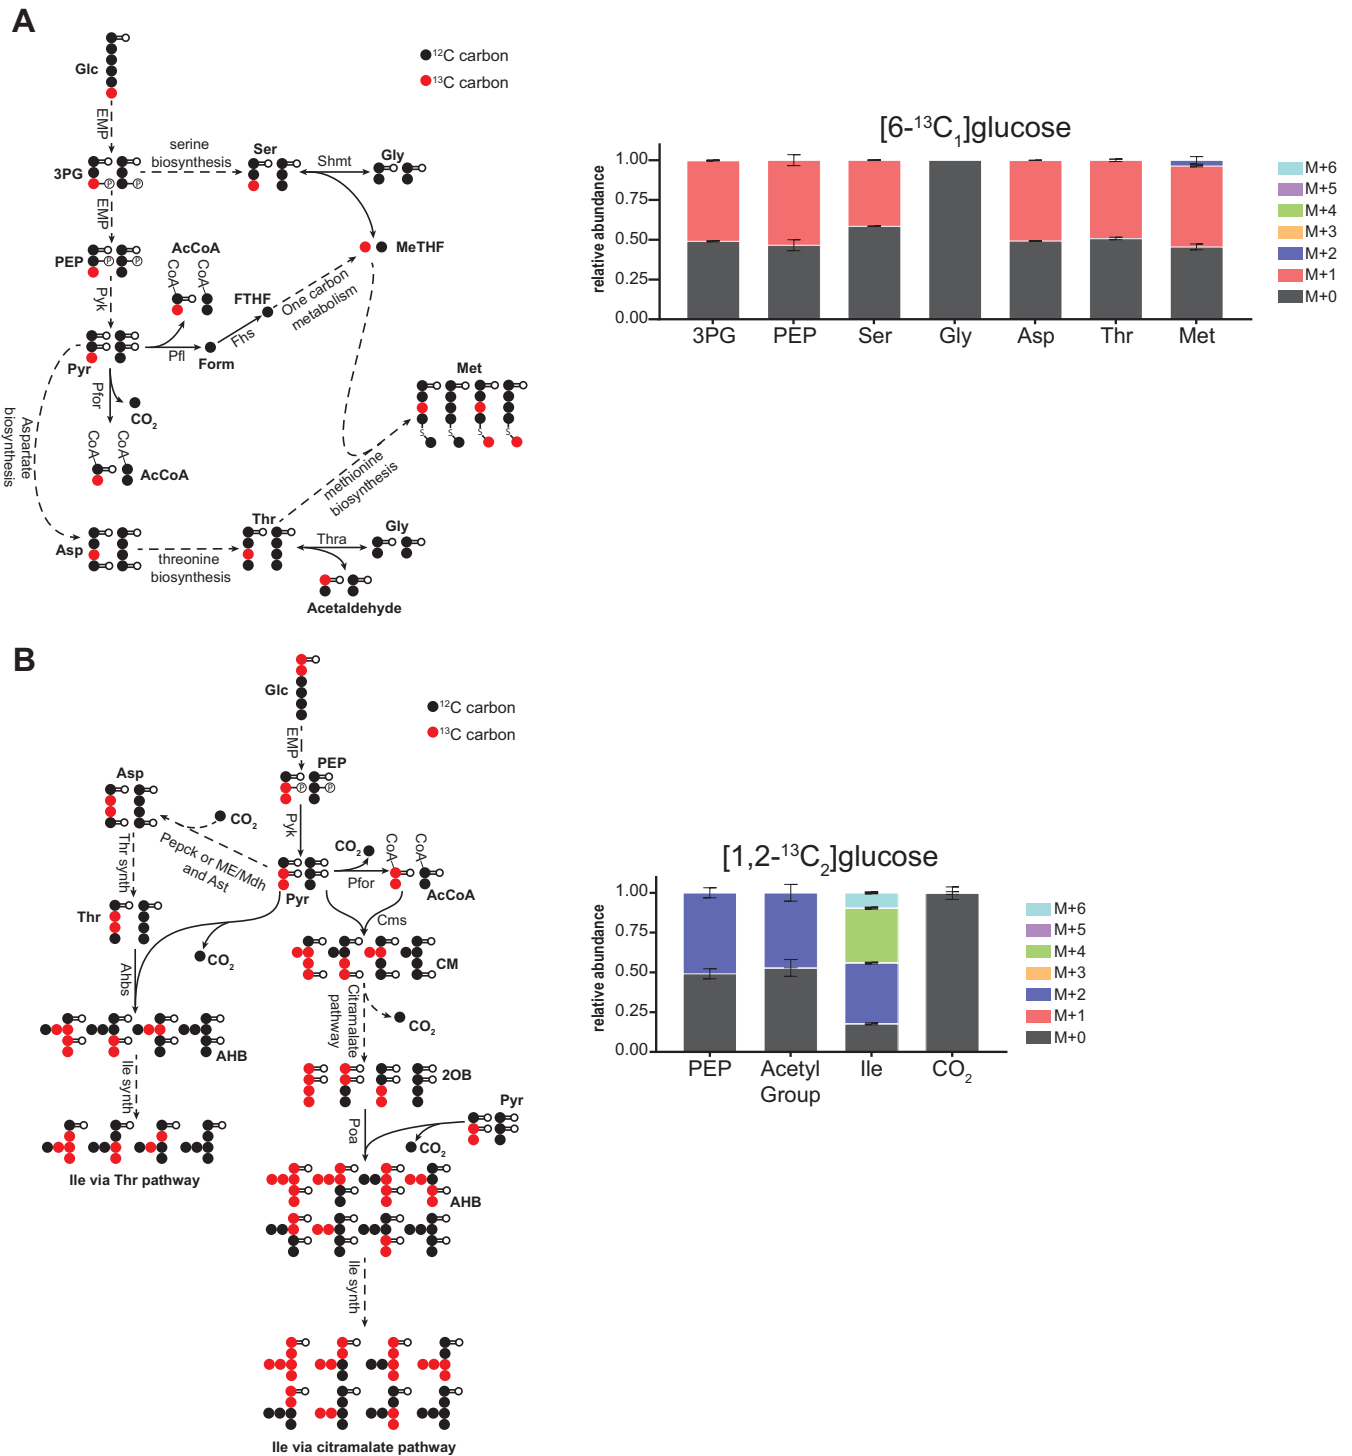 A
Glc
¹²C carbon
¹³C carbon
EMP
serine
biosynthesis
Ser
Shmt
Gly
3PG
P
P
EMP
MeTHF
PEP
P
P
AcCoA
CoA
CoA
FTHF
One carbon
metabolism
Pyk
Pyr
Pfl
Form
Fhs
Pfor
CO₂
Met
S
S
S
S
CoA
CoA
AcCoA
Aspartate
biosynthesis
methionine
biosynthesis
Asp
threonine
biosynthesis
Thr
Thra
Gly
Acetaldehyde
[6-¹³C₁]glucose
relative abundance
1.00
0.75
0.50
0.25
0.00
3PG PEP Ser Gly Asp Thr Met
M+6
M+5
M+4
M+3
M+2
M+1
M+0
B
Glc
¹²C carbon
¹³C carbon
EMP
PEP
P
P
Asp
CO₂
Pepck or ME/Mdh
and Ast
Pyk
CO₂
CoA
CoA
Pfor
Pyr
AcCoA
Thr synth
Thr
CO₂
Cms
CM
Ahbs
Citramalate
pathway
CO₂
AHB
2OB
Pyr
Ile synth
Poa
CO₂
Ile via Thr pathway
AHB
Ile synth
Ile via citramalate pathway
[1,2-¹³C₂]glucose
relative abundance
1.00
0.75
0.50
0.25
0.00
PEP Acetyl Ile CO₂
Group
M+6
M+5
M+4
M+3
M+2
M+1
M+0